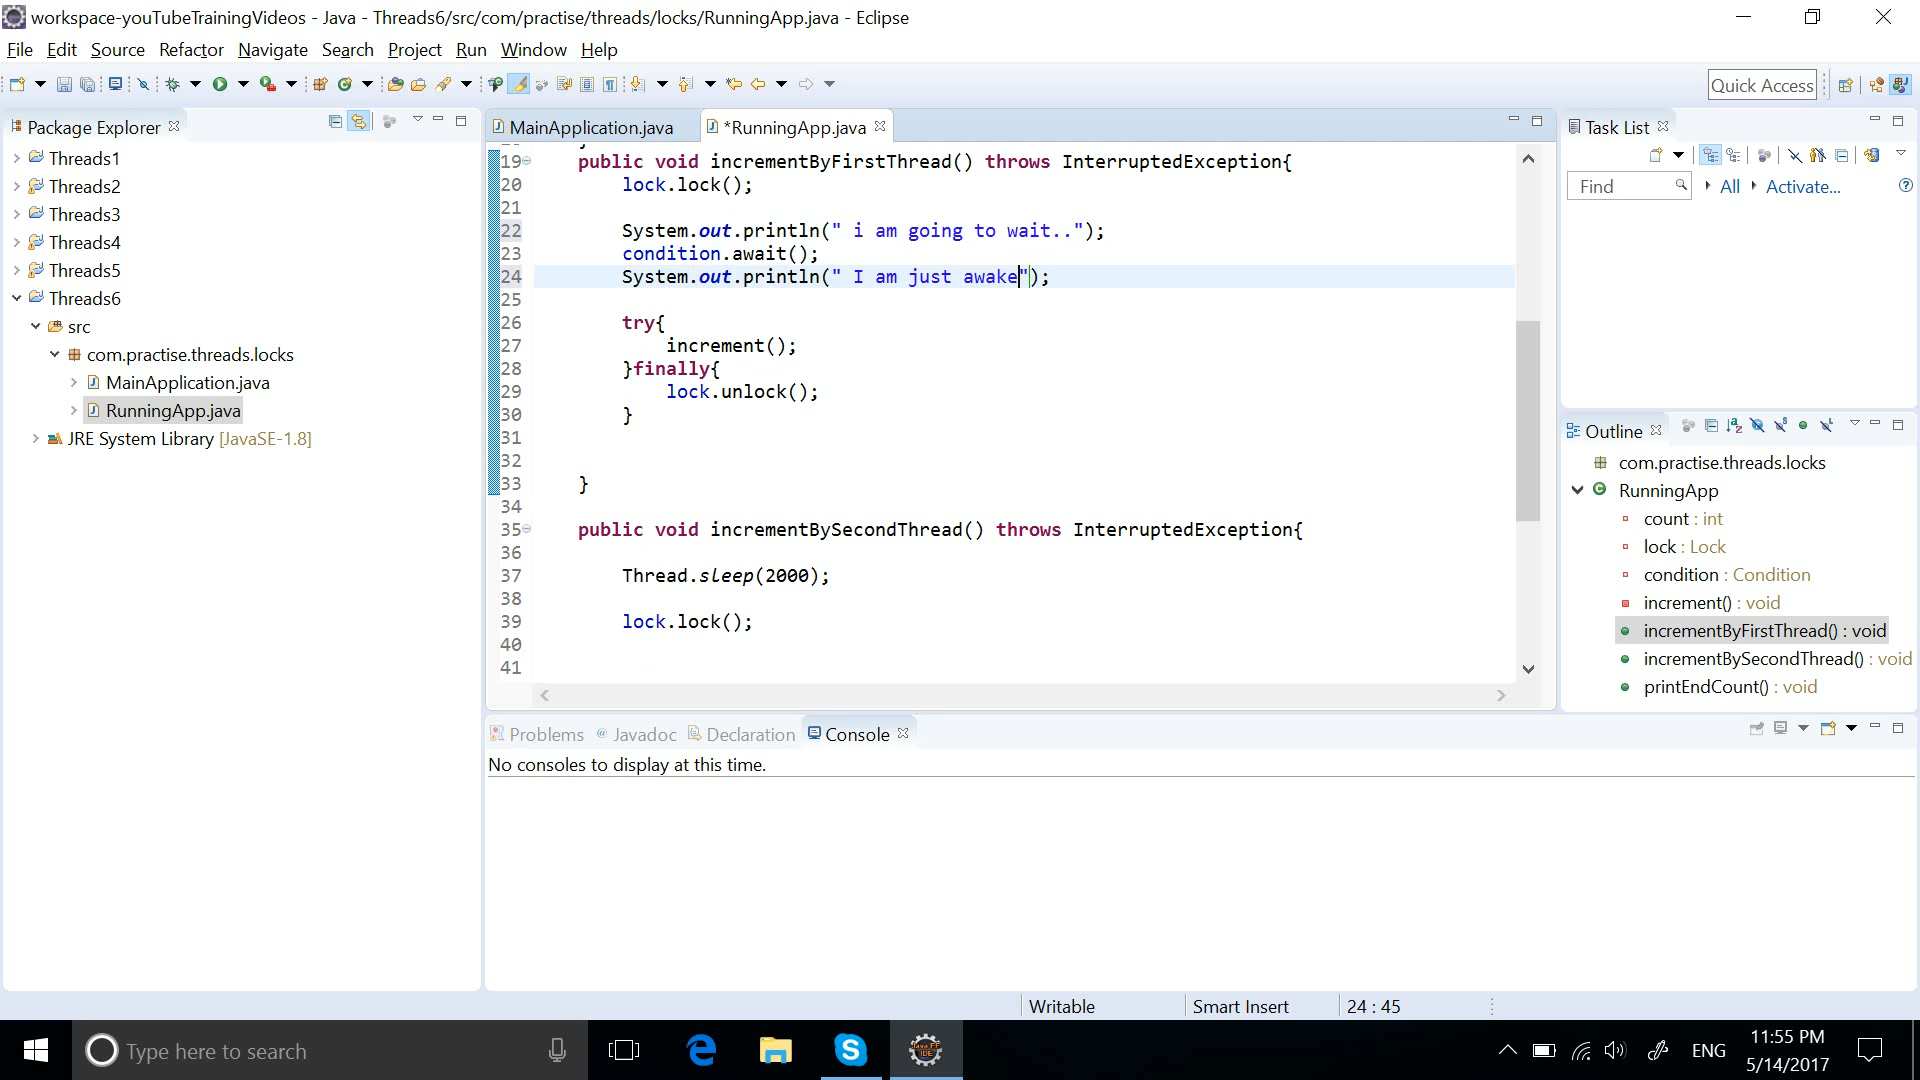 workspace-youTubeTrainingVideos - Java - Threads6/src/com/practise/threads/locks/RunningApp.java - Eclipse
File Edit Source Refactor Navigate Search Project Run Window Help
Quick Access
Package Explorer
Threads1
Threads2
Threads3
Threads4
Threads5
Threads6
src
com.practise.threads.locks
MainApplication.java
RunningApp.java
JRE System Library [JavaSE-1.8]
MainApplication.java *RunningApp.java
19 public void incrementByFirstThread() throws InterruptedException{
20 lock.lock();
21
22 System.out.println(" i am going to wait..");
23 condition.await();
24 System.out.println(" I am just awake");
25
26 try{
27 increment();
28 }finally{
29 lock.unlock();
30 }
31
32
33 }
34
35 public void incrementBySecondThread() throws InterruptedException{
36
37 Thread.sleep(2000);
38
39 lock.lock();
40
41
Task List
Find All Activate...
Outline
com.practise.threads.locks
RunningApp
count : int
lock : Lock
condition : Condition
increment() : void
incrementByFirstThread() : void
incrementBySecondThread() : void
printEndCount() : void
Problems @ Javadoc Declaration Console
No consoles to display at this time.
Writable Smart Insert 24 : 45
Type here to search
ENG
11:55 PM
5/14/2017